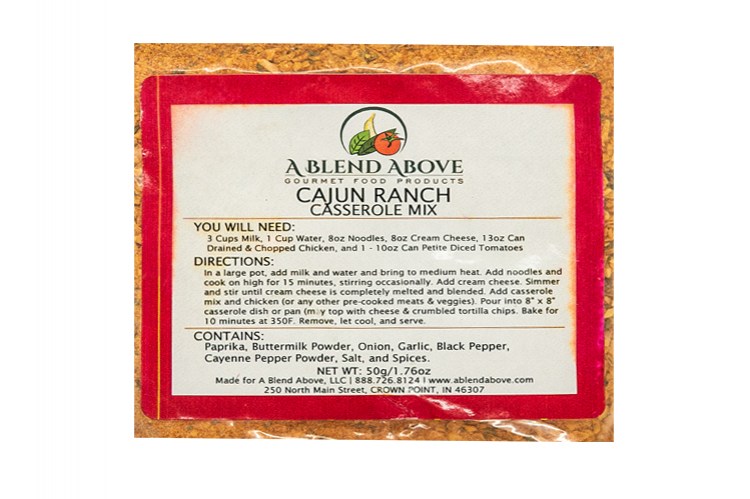 A BLEND ABOVE
GOURMET FOOD PRODUCTS
CAJUN RANCH
CASSEROLE MIX
YOU WILL NEED:
3 Cups Milk, 1 Cup Water, 8oz Noodles, 8oz Cream Cheese, 13oz Can
Drained & Chopped Chicken, and 1 - 10oz Can Petite Diced Tomatoes
DIRECTIONS:
In a large pot, add milk and water and bring to medium heat. Add noodles and
cook on high for 15 minutes, stirring occasionally. Add cream cheese. Simmer
and stir until cream cheese is completely melted and blended. Add casserole
mix and chicken (or any other pre-cooked meats & veggies). Pour into 8" x 8"
casserole dish or pan (may top with cheese & crumbled tortilla chips. Bake for
10 minutes at 350F. Remove, let cool, and serve.
CONTAINS:
Paprika, Buttermilk Powder, Onion, Garlic, Black Pepper,
Cayenne Pepper Powder, Salt, and Spices.
NET WT: 50g/1.76oz
Made for A Blend Above, LLC | 888.726.8124 | www.ablendabove.com
250 North Main Street, CROWN POINT, IN 46307